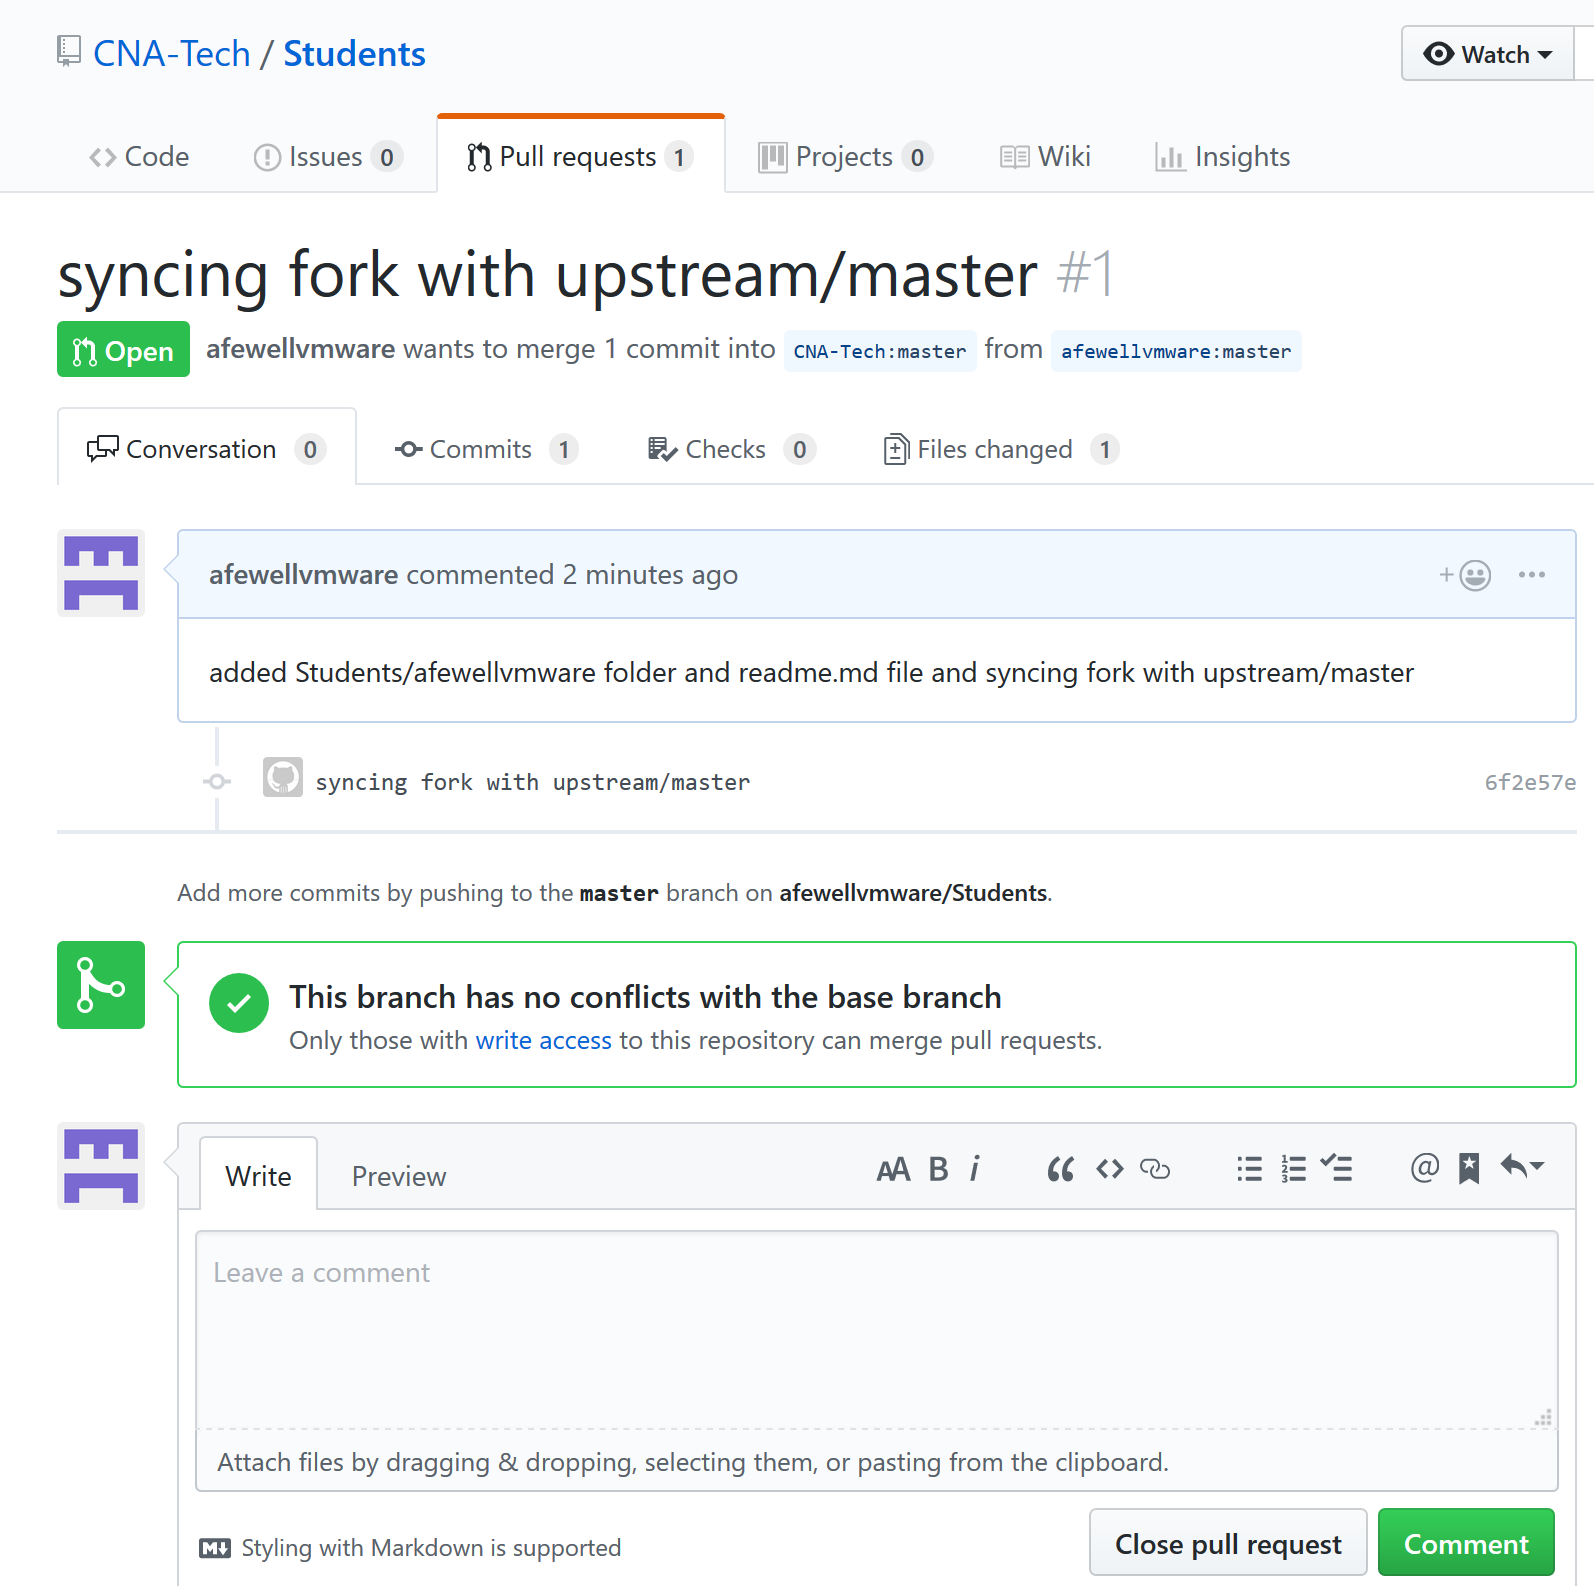 CNA-Tech / Students
Watch
Code
Issues 0
Pull requests 1
Projects 0
Wiki
Insights
syncing fork with upstream/master #1
Open
afewellvmware wants to merge 1 commit into CNA-Tech:master from afewellvmware:master
Conversation 0
Commits 1
Checks 0
Files changed 1
afewellvmware commented 2 minutes ago
added Students/afewellvmware folder and readme.md file and syncing fork with upstream/master
syncing fork with upstream/master
6f2e57e
Add more commits by pushing to the master branch on afewellvmware/Students.
This branch has no conflicts with the base branch
Only those with write access to this repository can merge pull requests.
Write
Preview
AA B i
Leave a comment
Attach files by dragging & dropping, selecting them, or pasting from the clipboard.
Styling with Markdown is supported
Close pull request
Comment